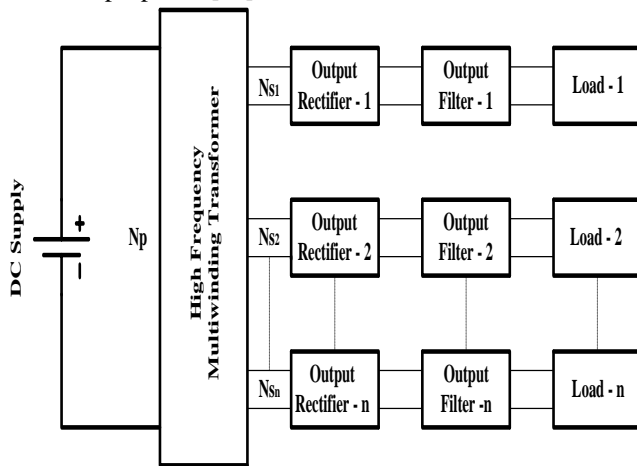 DC Supply
+
−
Np
High Frequency
Multiwinding Transformer
Ns1
Output
Rectifier - 1
Output
Filter - 1
Load - 1
Ns2
Output
Rectifier - 2
Output
Filter - 2
Load - 2
Nsn
Output
Rectifier - n
Output
Filter -n
Load - n